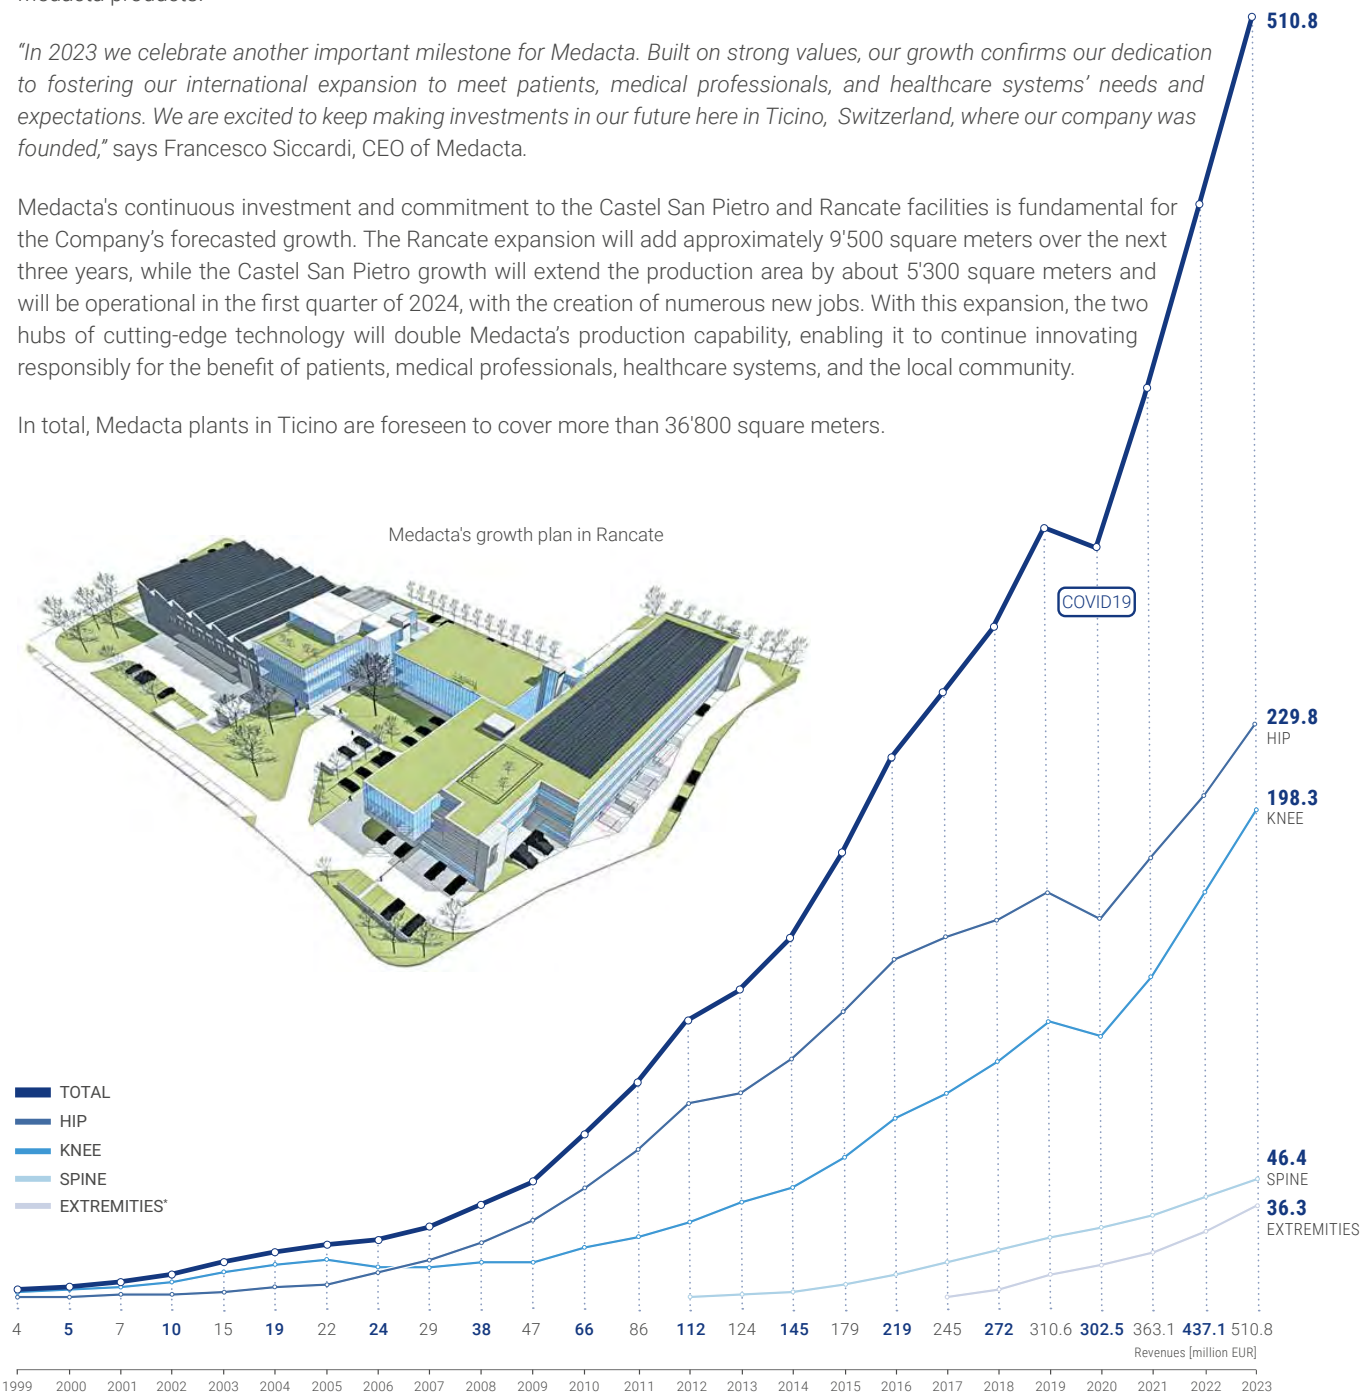 Medacta products.
510.8
"In 2023 we celebrate another important milestone for Medacta. Built on strong values, our growth confirms our dedication
to fostering our international expansion to meet patients, medical professionals, and healthcare systems' needs and
expectations. We are excited to keep making investments in our future here in Ticino, Switzerland, where our company was
founded," says Francesco Siccardi, CEO of Medacta.
Medacta's continuous investment and commitment to the Castel San Pietro and Rancate facilities is fundamental for
the Company's forecasted growth. The Rancate expansion will add approximately 9'500 square meters over the next
three years, while the Castel San Pietro growth will extend the production area by about 5'300 square meters and
will be operational in the first quarter of 2024, with the creation of numerous new jobs. With this expansion, the two
hubs of cutting-edge technology will double Medacta's production capability, enabling it to continue innovating
responsibly for the benefit of patients, medical professionals, healthcare systems, and the local community.
In total, Medacta plants in Ticino are foreseen to cover more than 36'800 square meters.
Medacta's growth plan in Rancate
COVID19
229.8
HIP
198.3
KNEE
TOTAL
HIP
KNEE
SPINE
EXTREMITIES*
46.4
SPINE
36.3
EXTREMITIES
4 5 7 10 15 19 22 24 29 38 47 66 86 112 124 145 179 219 245 272 310.6 302.5 363.1 437.1 510.8
Revenues [million EUR]
1999 2000 2001 2002 2003 2004 2005 2006 2007 2008 2009 2010 2011 2012 2013 2014 2015 2016 2017 2018 2019 2020 2021 2022 2023